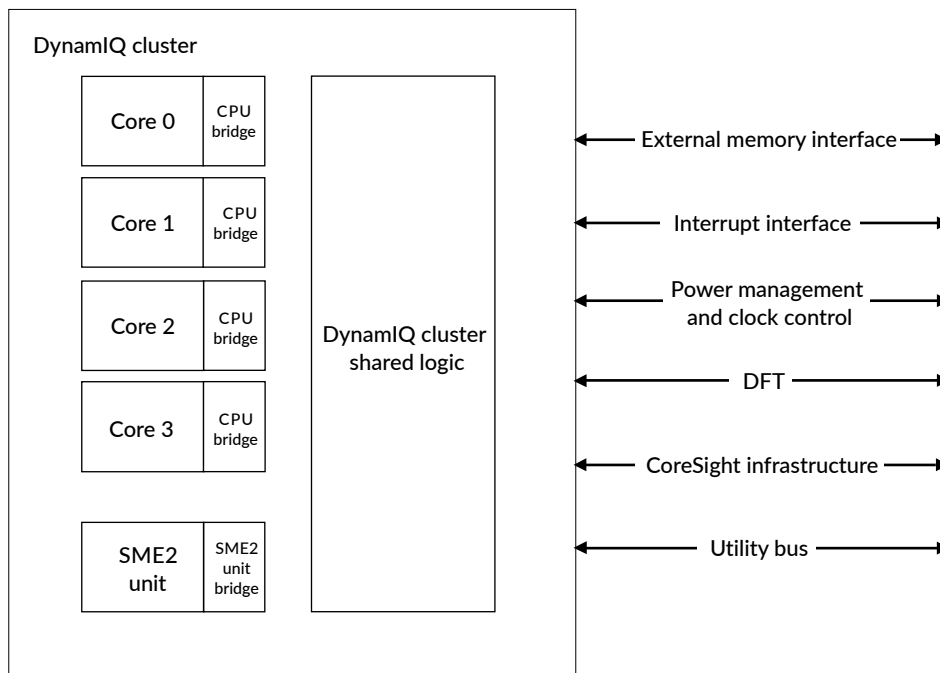 DynamIQ cluster
Core 0
CPU
bridge
Core 1
CPU
bridge
Core 2
CPU
bridge
Core 3
CPU
bridge
SME2
unit
SME2
unit
bridge
DynamIQ cluster
shared logic
External memory interface
Interrupt interface
Power management
and clock control
DFT
CoreSight infrastructure
Utility bus